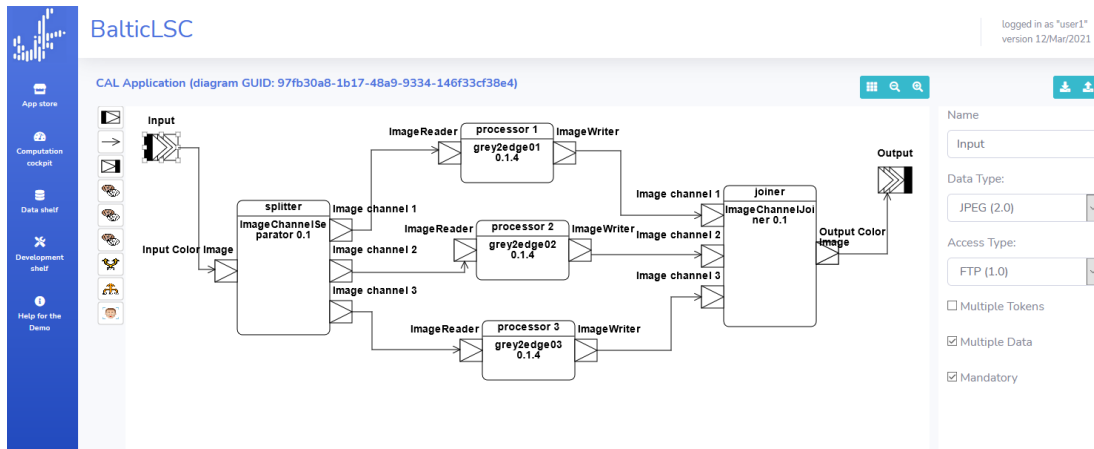 BalticLSC
logged in as "user1"
version 12/Mar/2021
App store
Computation
cockpit
Data shelf
Development
shelf
Help for the
Demo
CAL Application (diagram GUID: 97fb30a8-1b17-48a9-9334-146f33cf38e4)
Input
splitter
ImageChannelSe
parator 0.1
Input Color Image
Image channel 1
Image channel 2
Image channel 3
ImageReader
processor 1
ImageWriter
grey2edge01
0.1.4
ImageReader
processor 2
ImageWriter
grey2edge02
0.1.4
ImageReader
processor 3
ImageWriter
grey2edge03
0.1.4
Image channel 1
Image channel 2
Image channel 3
joiner
ImageChannelJoi
ner 0.1
Output Color
Image
Output
Name
Input
Data Type:
JPEG (2.0)
Access Type:
FTP (1.0)
Multiple Tokens
Multiple Data
Mandatory